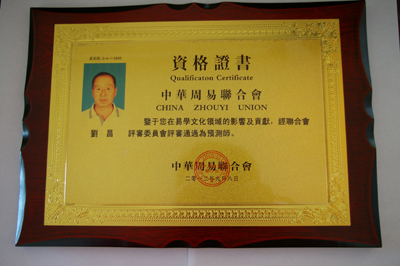 資格證書
Qualificaton Certificate
中華周易聯合會
CHINA ZHOUYI UNION
鑒于您在易學文化領域的影響及貢獻，經聯合會
評審委員會評審通過為預測師。
劉昌
中華周易聯合會